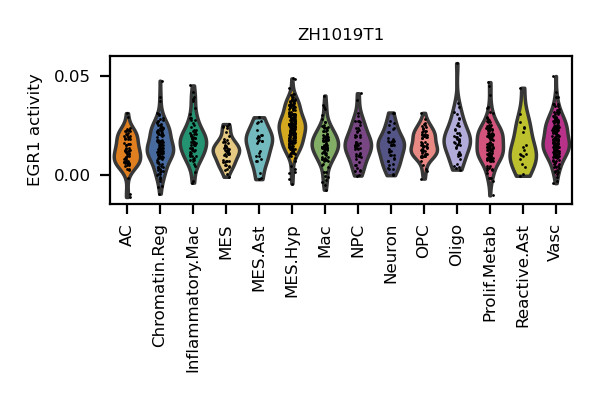 ZH1019T1
EGR1 activity
0.05
0.00
AC
Chromatin.Reg
Inflammatory.Mac
MES
MES.Ast
MES.Hyp
Mac
NPC
Neuron
OPC
Oligo
Prolif.Metab
Reactive.Ast
Vasc